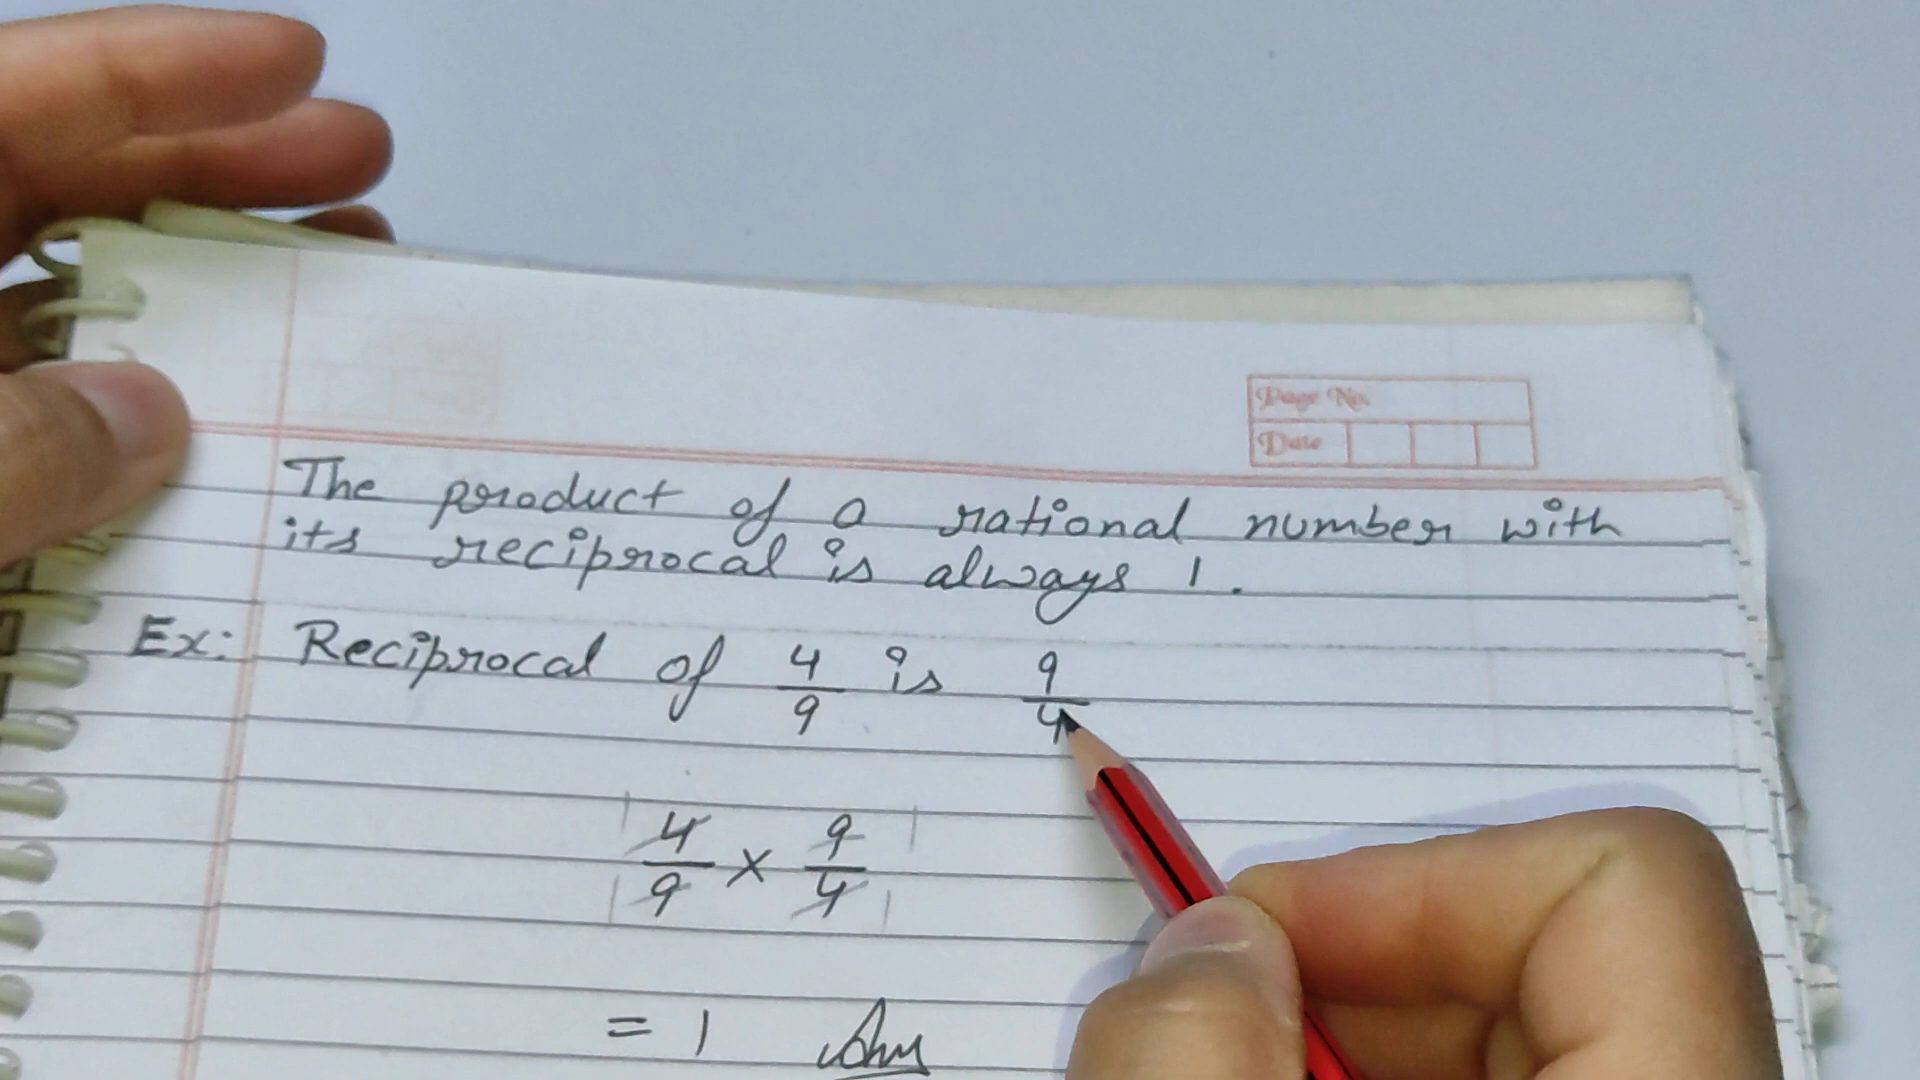 Page No.
Date
The product of a rational number with
its reciprocal is always 1.
Ex: Reciprocal of 4/9 is 9/4
4/9 × 9/4
= 1 Ans